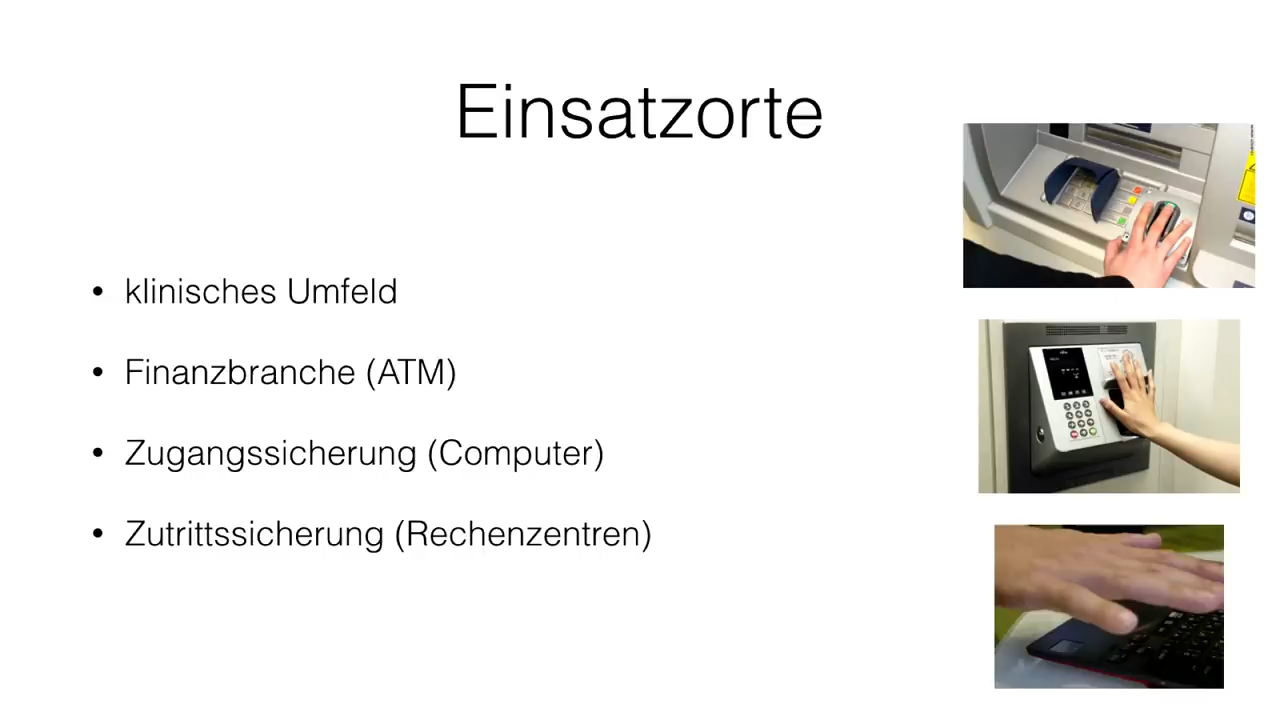 Einsatzorte
• klinisches Umfeld
• Finanzbranche (ATM)
• Zugangssicherung (Computer)
• Zutrittssicherung (Rechenzentren)